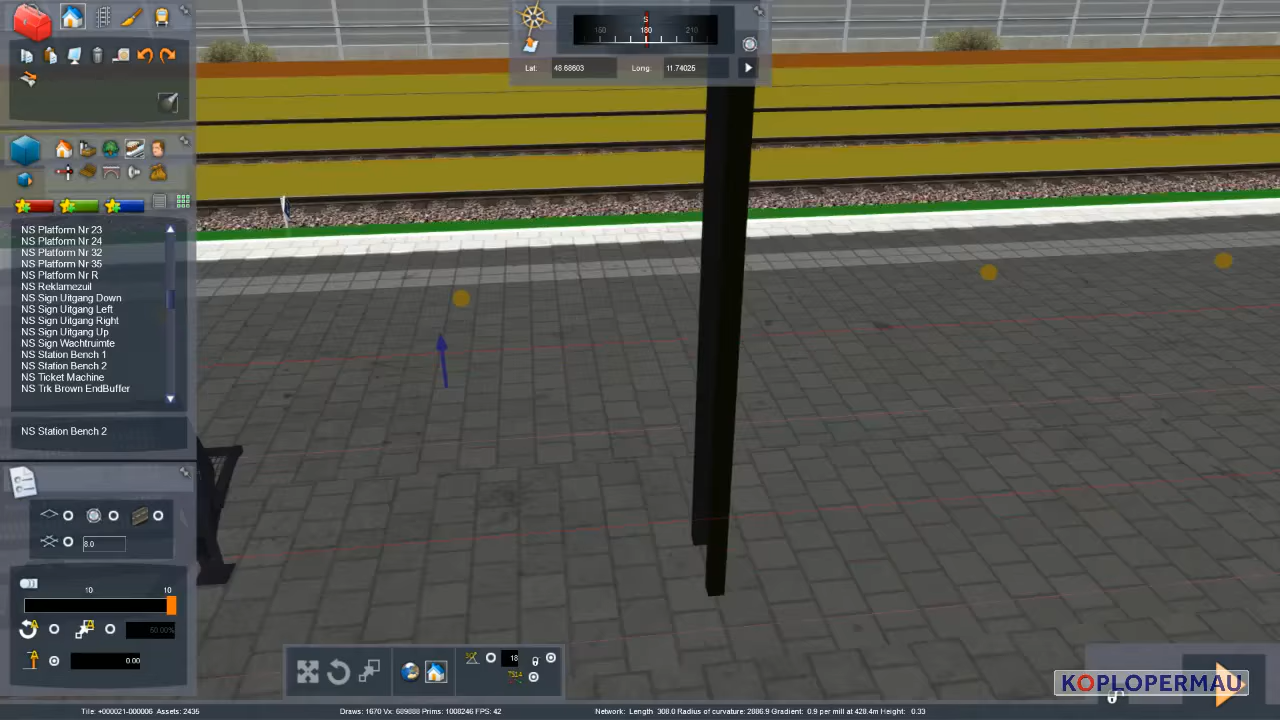 S
150 180 210
Lat: 48.68603 Long: 11.74025
NS Platform Nr 23
NS Platform Nr 24
NS Platform Nr 32
NS Platform Nr 35
NS Platform Nr R
NS Reklamezuil
NS Sign Uitgang Down
NS Sign Uitgang Left
NS Sign Uitgang Right
NS Sign Uitgang Up
NS Sign Wachtruimte
NS Station Bench 1
NS Station Bench 2
NS Ticket Machine
NS Trk Brown EndBuffer
NS Station Bench 2
8.0
10 10
50.00%
0.00
18
KOPLOPERMAU
Tile: +000021-000006 Assets: 2435
Draws: 1670 Vx: 689888 Prims: 1008246 FPS: 42
Network: Length 308.0 Radius of curvature: 2886.9 Gradient: 0.9 per mill at 428.4m Height: 0.33